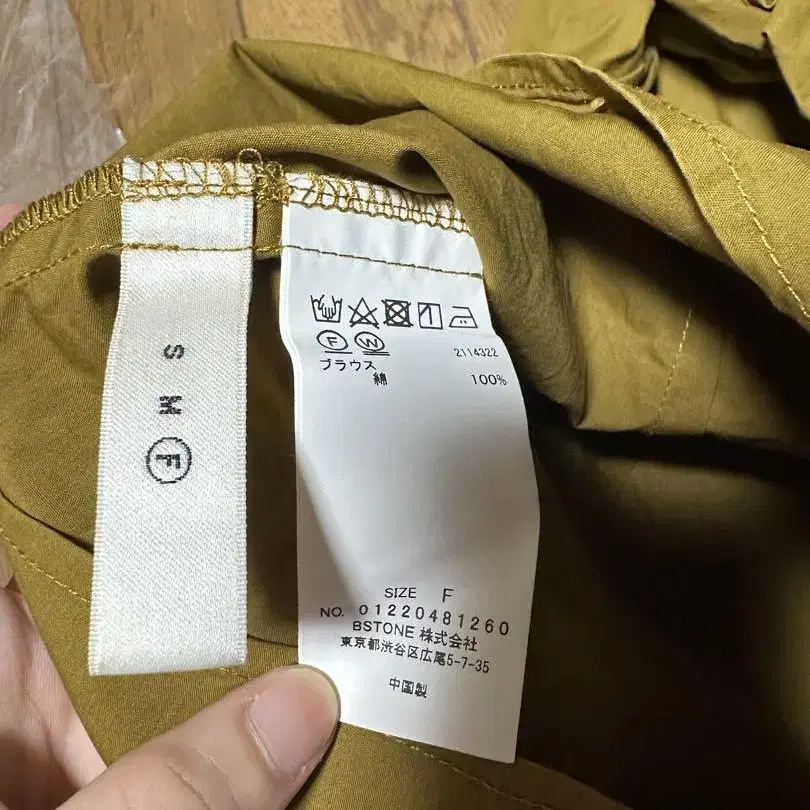 S M F
F W
2114322
ブラウス
綿 100%
SIZE F
NO. 01220481260
BSTONE 株式会社
東京都渋谷区広尾5-7-35
中国製